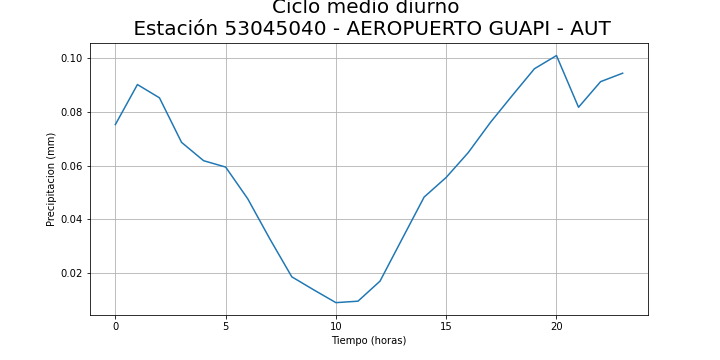 Ciclo medio diurno
Estación 53045040 - AEROPUERTO GUAPI - AUT
0.10
0.08
0.06
0.04
0.02
Precipitacion (mm)
0 5 10 15 20
Tiempo (horas)